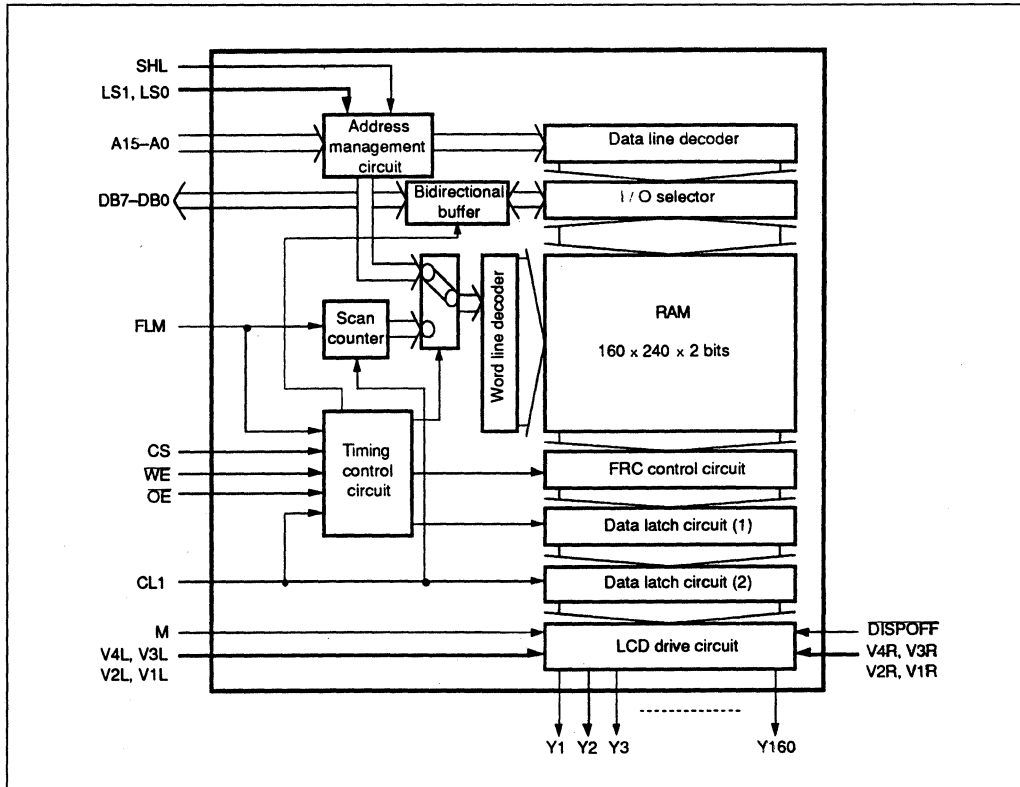 SHL
LS1, LS0
A15–A0
Address
management
circuit
Data line decoder
DB7–DB0
Bidirectional
buffer
I / O selector
Word line decoder
RAM
160 x 240 x 2 bits
FLM
Scan
counter
CS
WE
OE
Timing
control
circuit
FRC control circuit
Data latch circuit (1)
CL1
Data latch circuit (2)
M
LCD drive circuit
DISPOFF
V4L, V3L
V2L, V1L
V4R, V3R
V2R, V1R
Y1 Y2 Y3 Y160